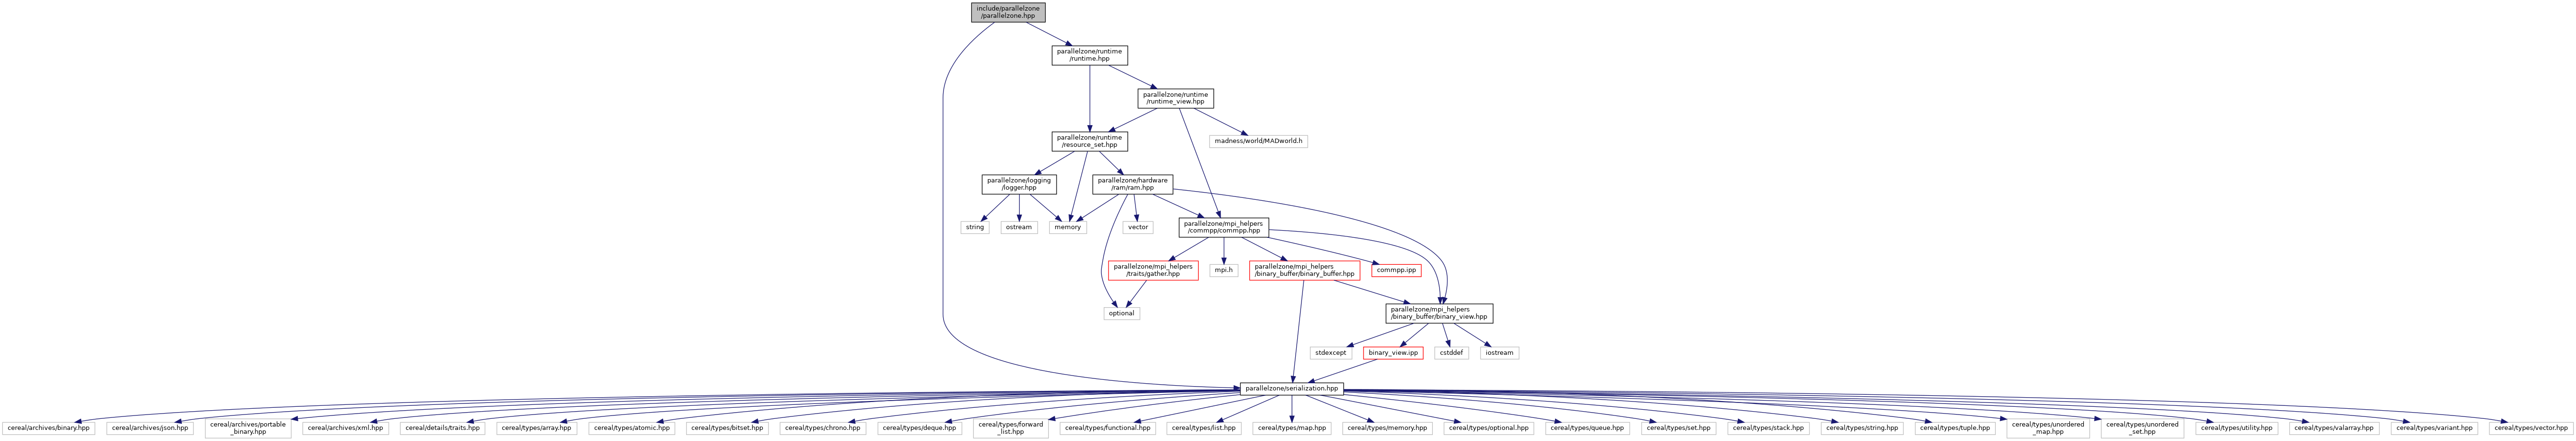 include/parallelzone
/parallelzone.hpp
parallelzone/runtime
/runtime.hpp
parallelzone/runtime
/runtime_view.hpp
parallelzone/runtime
/resource_set.hpp
madness/world/MADworld.h
parallelzone/logging
/logger.hpp
parallelzone/hardware
/ram/ram.hpp
string
ostream
memory
vector
parallelzone/mpi_helpers
/commpp/commpp.hpp
parallelzone/mpi_helpers
/traits/gather.hpp
mpi.h
parallelzone/mpi_helpers
/binary_buffer/binary_buffer.hpp
commpp.ipp
optional
parallelzone/mpi_helpers
/binary_buffer/binary_view.hpp
stdexcept
binary_view.ipp
cstddef
iostream
parallelzone/serialization.hpp
cereal/archives/binary.hpp
cereal/archives/json.hpp
cereal/archives/portable
_binary.hpp
cereal/archives/xml.hpp
cereal/details/traits.hpp
cereal/types/array.hpp
cereal/types/atomic.hpp
cereal/types/bitset.hpp
cereal/types/chrono.hpp
cereal/types/deque.hpp
cereal/types/forward
_list.hpp
cereal/types/functional.hpp
cereal/types/list.hpp
cereal/types/map.hpp
cereal/types/memory.hpp
cereal/types/optional.hpp
cereal/types/queue.hpp
cereal/types/set.hpp
cereal/types/stack.hpp
cereal/types/string.hpp
cereal/types/tuple.hpp
cereal/types/unordered
_map.hpp
cereal/types/unordered
_set.hpp
cereal/types/utility.hpp
cereal/types/valarray.hpp
cereal/types/variant.hpp
cereal/types/vector.hpp